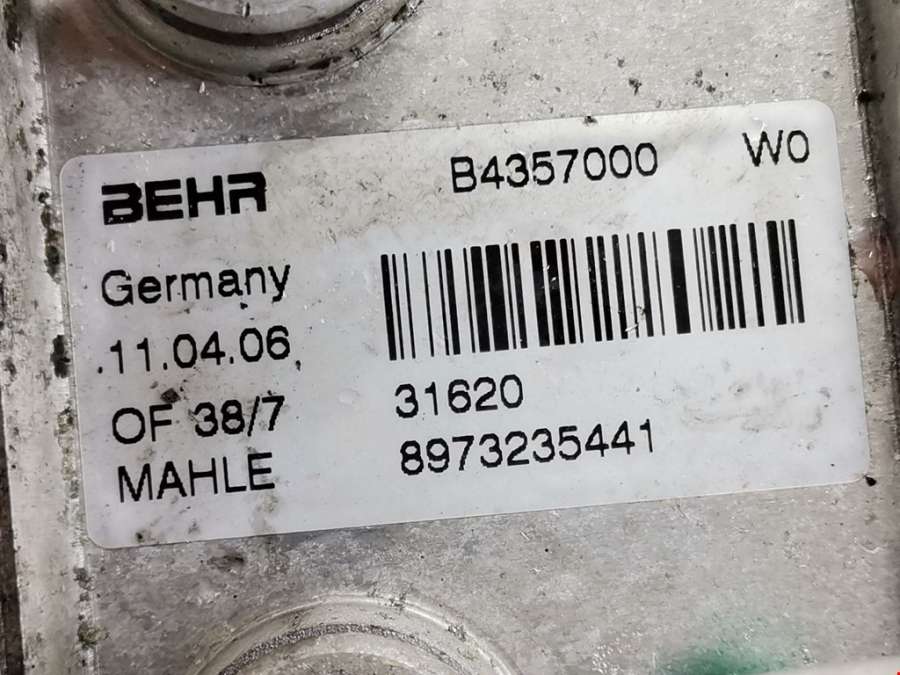 BEHR B4357000 W0
Germany
11.04.06
OF 38/7 31620
MAHLE 8973235441